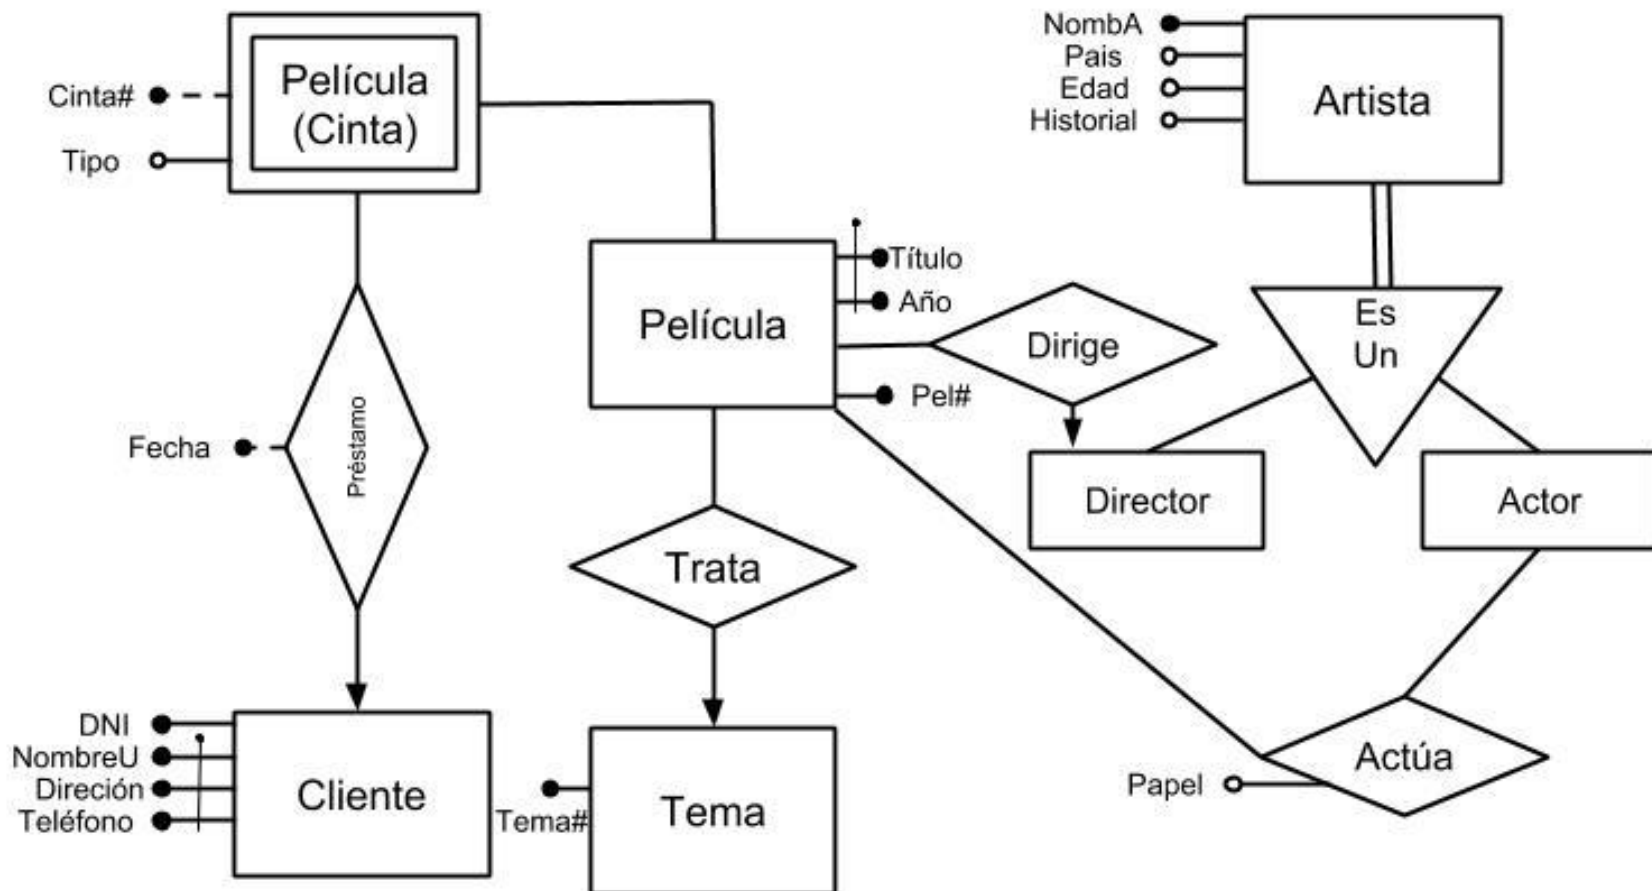 Película
(Cinta)
Cinta#
Tipo
NombA
Pais
Edad
Historial
Artista
Película
Título
Año
Pel#
Dirige
Es
Un
Fecha
Préstamo
Director
Actor
Trata
DNI
NombreU
Direción
Teléfono
Cliente
Tema#
Tema
Papel
Actúa